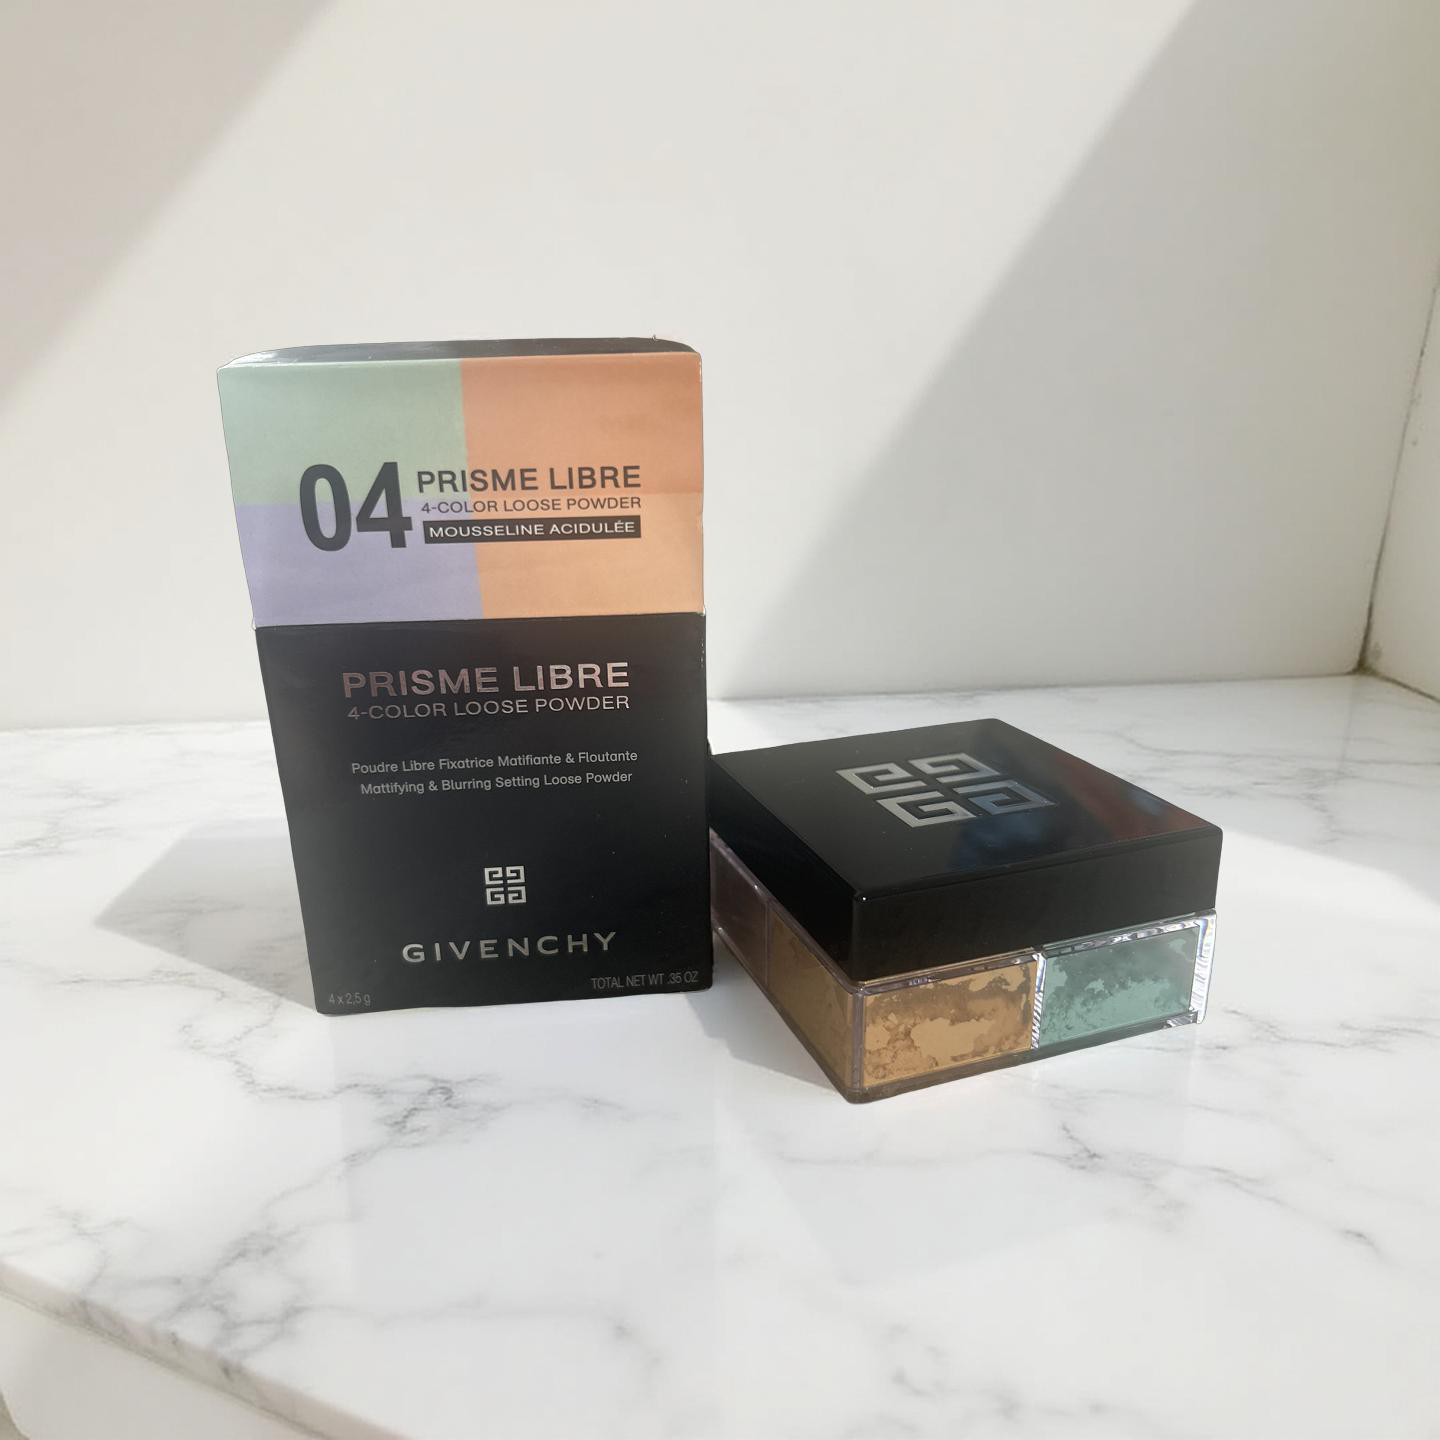 04
PRISME LIBRE
4-COLOR LOOSE POWDER
MOUSSELINE ACIDULÉE
PRISME LIBRE
4-COLOR LOOSE POWDER
Poudre Libre Fixatrice Matifiante & Floutante
Mattifying & Blurring Setting Loose Powder
GIVENCHY
4 x 2,5 g
TOTAL NET WT .35 OZ